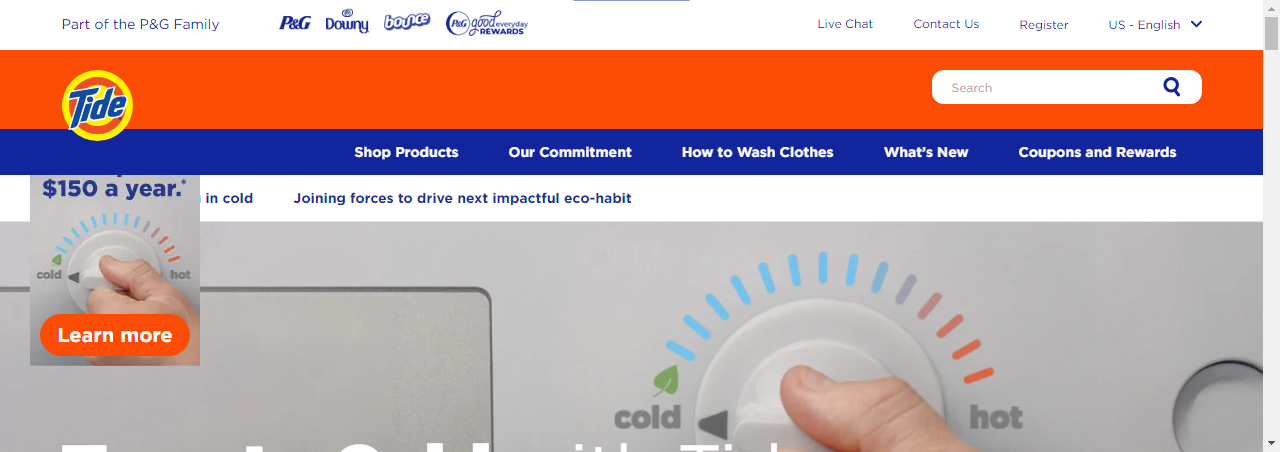 Part of the P&G Family
P&G
Downy
bounce
P&G good everyday REWARDS
Live Chat
Contact Us
Register
US - English
Tide
Search
Shop Products
Our Commitment
How to Wash Clothes
What's New
Coupons and Rewards
$150 a year.*
in cold
Joining forces to drive next impactful eco-habit
cold
hot
Learn more
cold
hot